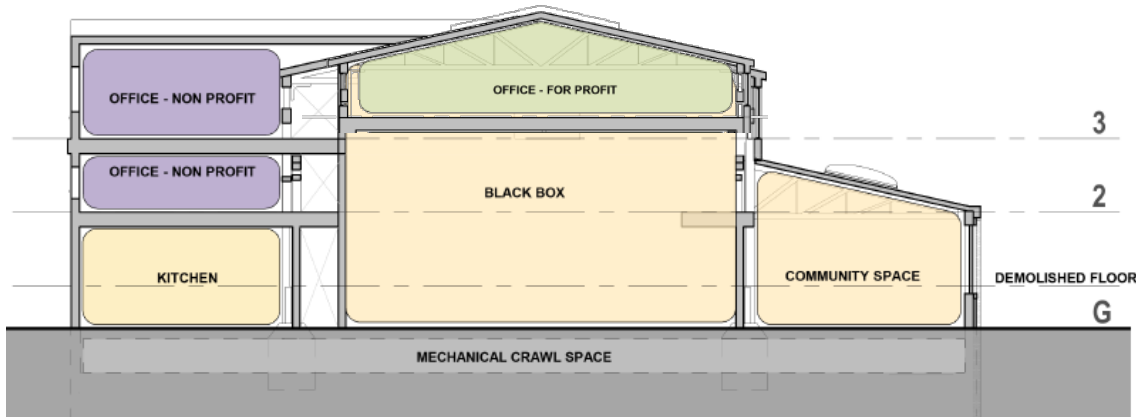 OFFICE - NON PROFIT
OFFICE - FOR PROFIT
3
OFFICE - NON PROFIT
BLACK BOX
2
KITCHEN
COMMUNITY SPACE
DEMOLISHED FLOOR
G
MECHANICAL CRAWL SPACE